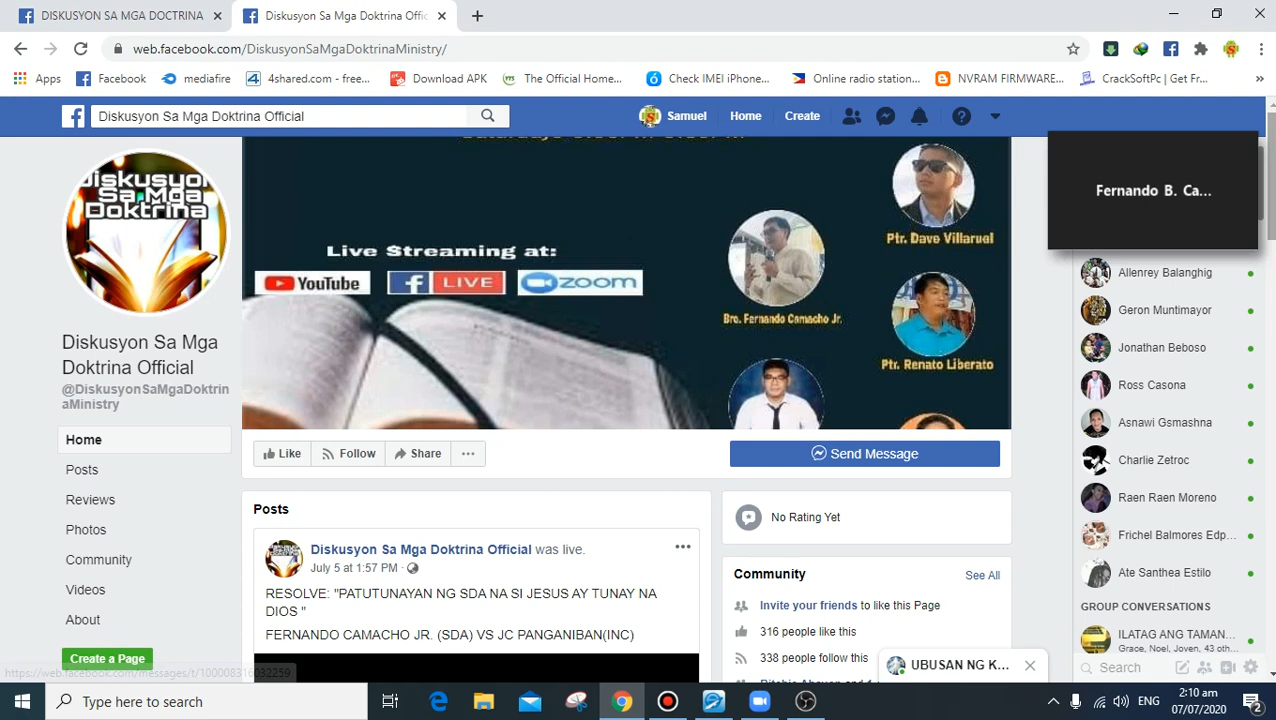 DISKUSYON SA MGA DOCTRINA
Diskusyon Sa Mga Doktrina Offic
web.facebook.com/DiskusyonSaMgaDoktrinaMinistry/
Apps
Facebook
mediafire
4shared.com - free...
Download APK
The Official Home...
Check IMEI iPhone...
Online radio station...
NVRAM FIRMWARE...
CrackSoftPc | Get Fr...
»
Diskusyon Sa Mga Doktrina Official
Samuel
Home
Create
Diskusyon
Sa Mga
Doktrina
Diskusyon Sa Mga
Doktrina Official
@DiskusyonSaMgaDoktrin
aMinistry
Home
Posts
Reviews
Photos
Community
Videos
About
Create a Page
https://web.facebook.com/messages/t/100008316032259
Live Streaming at:
YouTube
LIVE
zoom
Ptr. Dave Villaruel
Bro. Fernando Camacho Jr.
Ptr. Renato Liberato
Like
Follow
Share
...
Send Message
Posts
Diskusyon Sa Mga Doktrina Official was live.
July 5 at 1:57 PM ·
RESOLVE: "PATUTUNAYAN NG SDA NA SI JESUS AY TUNAY NA
DIOS "
FERNANDO CAMACHO JR. (SDA) VS JC PANGANIBAN(INC)
No Rating Yet
Community
See All
Invite your friends to like this Page
316 people like this
338 people follow this
Fernando B. Ca...
Allenrey Balanghig
Geron Muntimayor
Jonathan Beboso
Ross Casona
Asnawi Gsmashna
Charlie Zetroc
Raen Raen Moreno
Frichel Balmores Edp...
Ate Santhea Estilo
GROUP CONVERSATIONS
ILATAG ANG TAMAN...
Grace, Noel, Joven, 43 oth...
UBUSAN NG K...
Search
Type here to search
ENG
2:10 am
07/07/2020
2